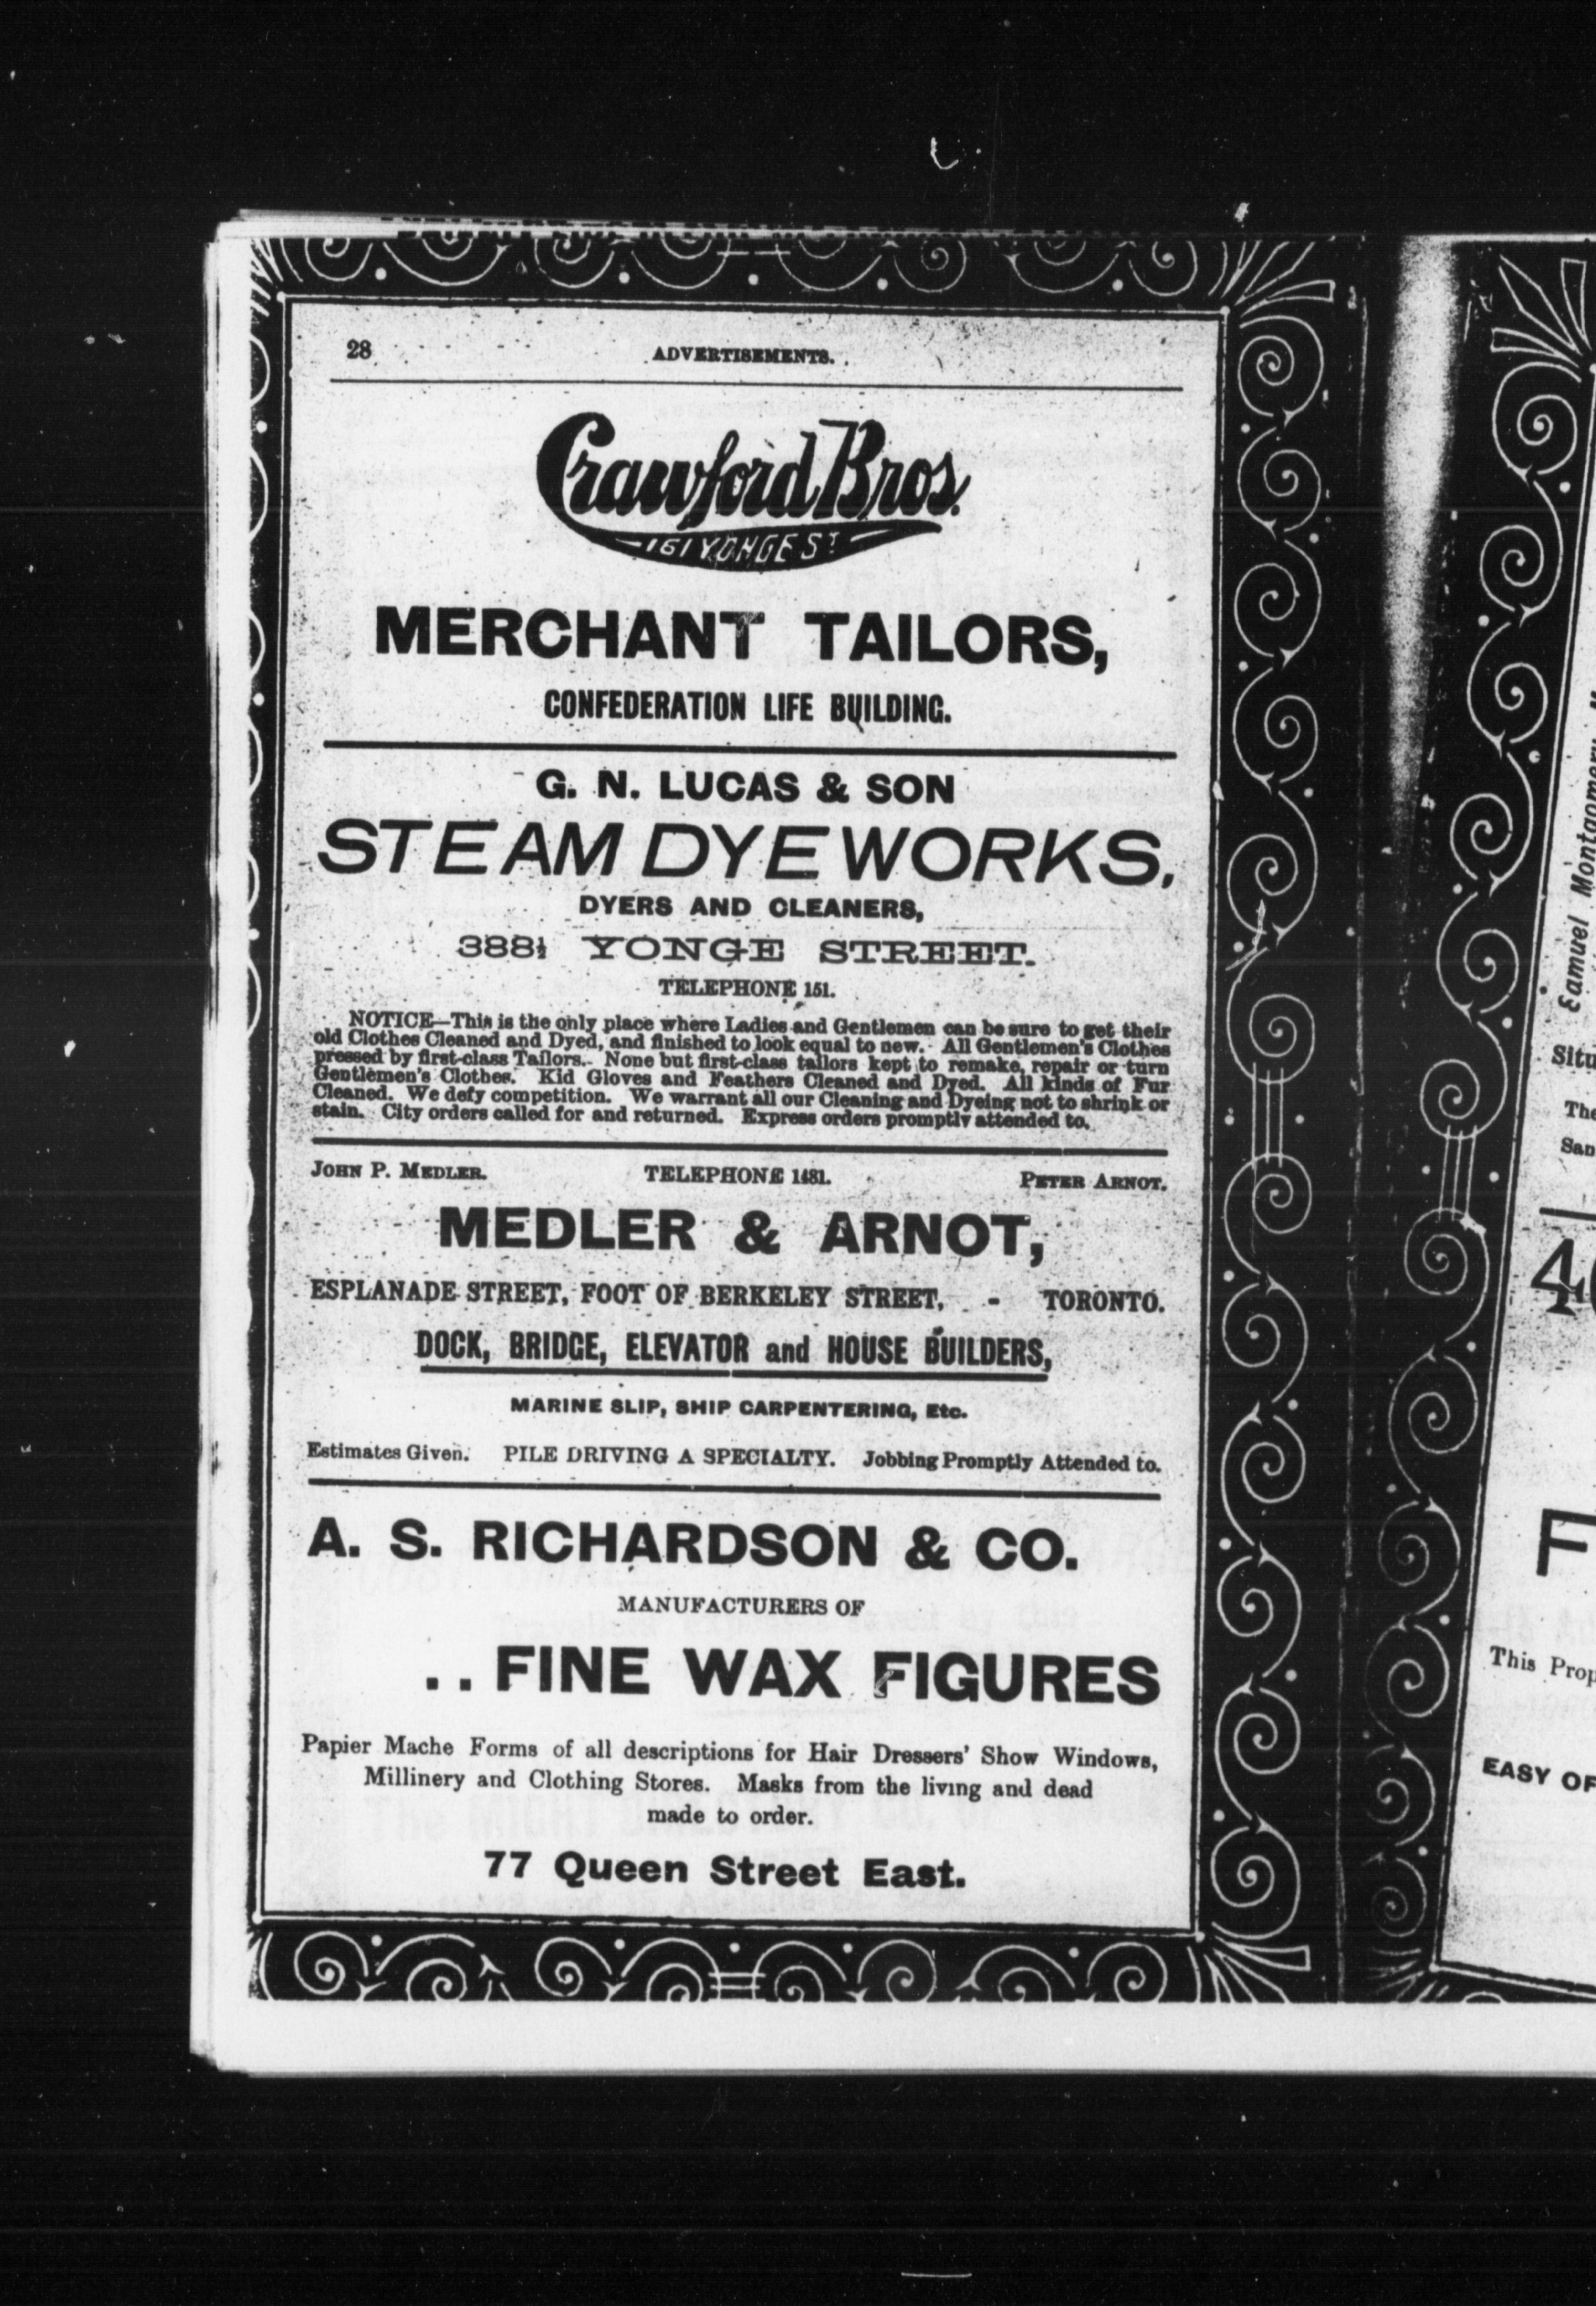 28
ADVERTISEMENTS.
Crawford Bros.
161 YONGE ST.
MERCHANT TAILORS,
CONFEDERATION LIFE BUILDING.
G. N. LUCAS & SON
STEAM DYE WORKS,
DYERS AND CLEANERS,
388½ YONGE STREET.
TELEPHONE 151.
NOTICE—This is the only place where Ladies and Gentlemen can be sure to get their
old Clothes Cleaned and Dyed, and finished to look equal to new. All Gentlemen's Clothes
pressed by first-class Tailors. None but first-class tailors kept to remake, repair or turn
Gentlemen's Clothes. Kid Gloves and Feathers Cleaned and Dyed. All kinds of Fur
Cleaned. We defy competition. We warrant all our Cleaning and Dyeing not to shrink or
stain. City orders called for and returned. Express orders promptly attended to.
JOHN P. MEDLER. TELEPHONE 1481. PETER ARNOT.
MEDLER & ARNOT,
ESPLANADE STREET, FOOT OF BERKELEY STREET, - TORONTO.
DOCK, BRIDGE, ELEVATOR and HOUSE BUILDERS,
MARINE SLIP, SHIP CARPENTERING, Etc.
Estimates Given. PILE DRIVING A SPECIALTY. Jobbing Promptly Attended to.
A. S. RICHARDSON & CO.
MANUFACTURERS OF
.. FINE WAX FIGURES
Papier Mache Forms of all descriptions for Hair Dressers' Show Windows,
Millinery and Clothing Stores. Masks from the living and dead
made to order.
77 Queen Street East.
Eamuel Montgomery
Situ
The
San
F
This Prop
EASY OF